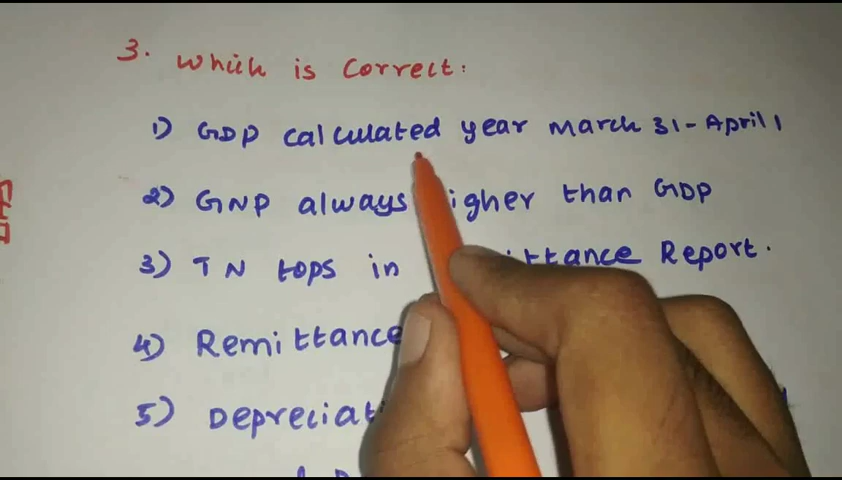 3. Which is correct:
1) GDP calculated year March 31 - April 1
2) GNP always higher than GDP
3) TN tops in Report.
4) Remittance
5) Depreciat